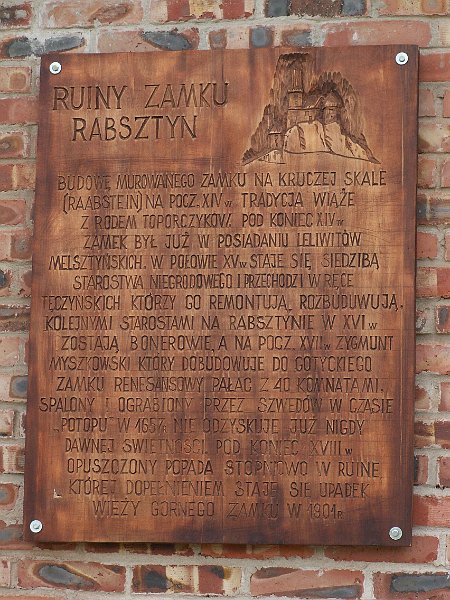 RUINY ZAMKU
RABSZTYN
BUDOWĘ MUROWANEGO ZAMKU NA KRUCZEJ SKALE
(RAABSTEIN) NA POCZ. XIV w TRADYCJA WIĄŻE
Z RODEM TOPORCZYKÓW. POD KONIEC XIV w
ZAMEK BYŁ JUŻ W POSIADANIU LELIWITÓW
MELSZTYŃSKICH. W POŁOWIE XV w STAJE SIĘ SIEDZIBĄ
STAROSTWA NIEGRODOWEGO I PRZECHODZI W RĘCE
TĘCZYŃSKICH KTÓRZY GO REMONTUJĄ, ROZBUDUWUJĄ.
KOLEJNYMI STAROSTAMI NA RABSZTYNIE W XVI w
ZOSTAJĄ BONEROWIE, A NA POCZ. XVII w ZYGMUNT
MYSZKOWSKI KTÓRY DOBUDOWUJE DO GOTYCKIEGO
ZAMKU RENESANSOWY PAŁAC Z 40 KOMNATAMI.
SPALONY I OGRABIONY PRZEZ SZWEDÓW W CZASIE
„POTOPU" W 1657r NIE ODZYSKUJE JUŻ NIGDY
DAWNEJ ŚWIETNOŚCI. POD KONIEC XVIII w
OPUSZCZONY POPADA STOPNIOWO W RUINĘ
KTÓREJ DOPEŁNIENIEM STAJE SIĘ UPADEK
WIEŻY GÓRNEGO ZAMKU W 1901 r